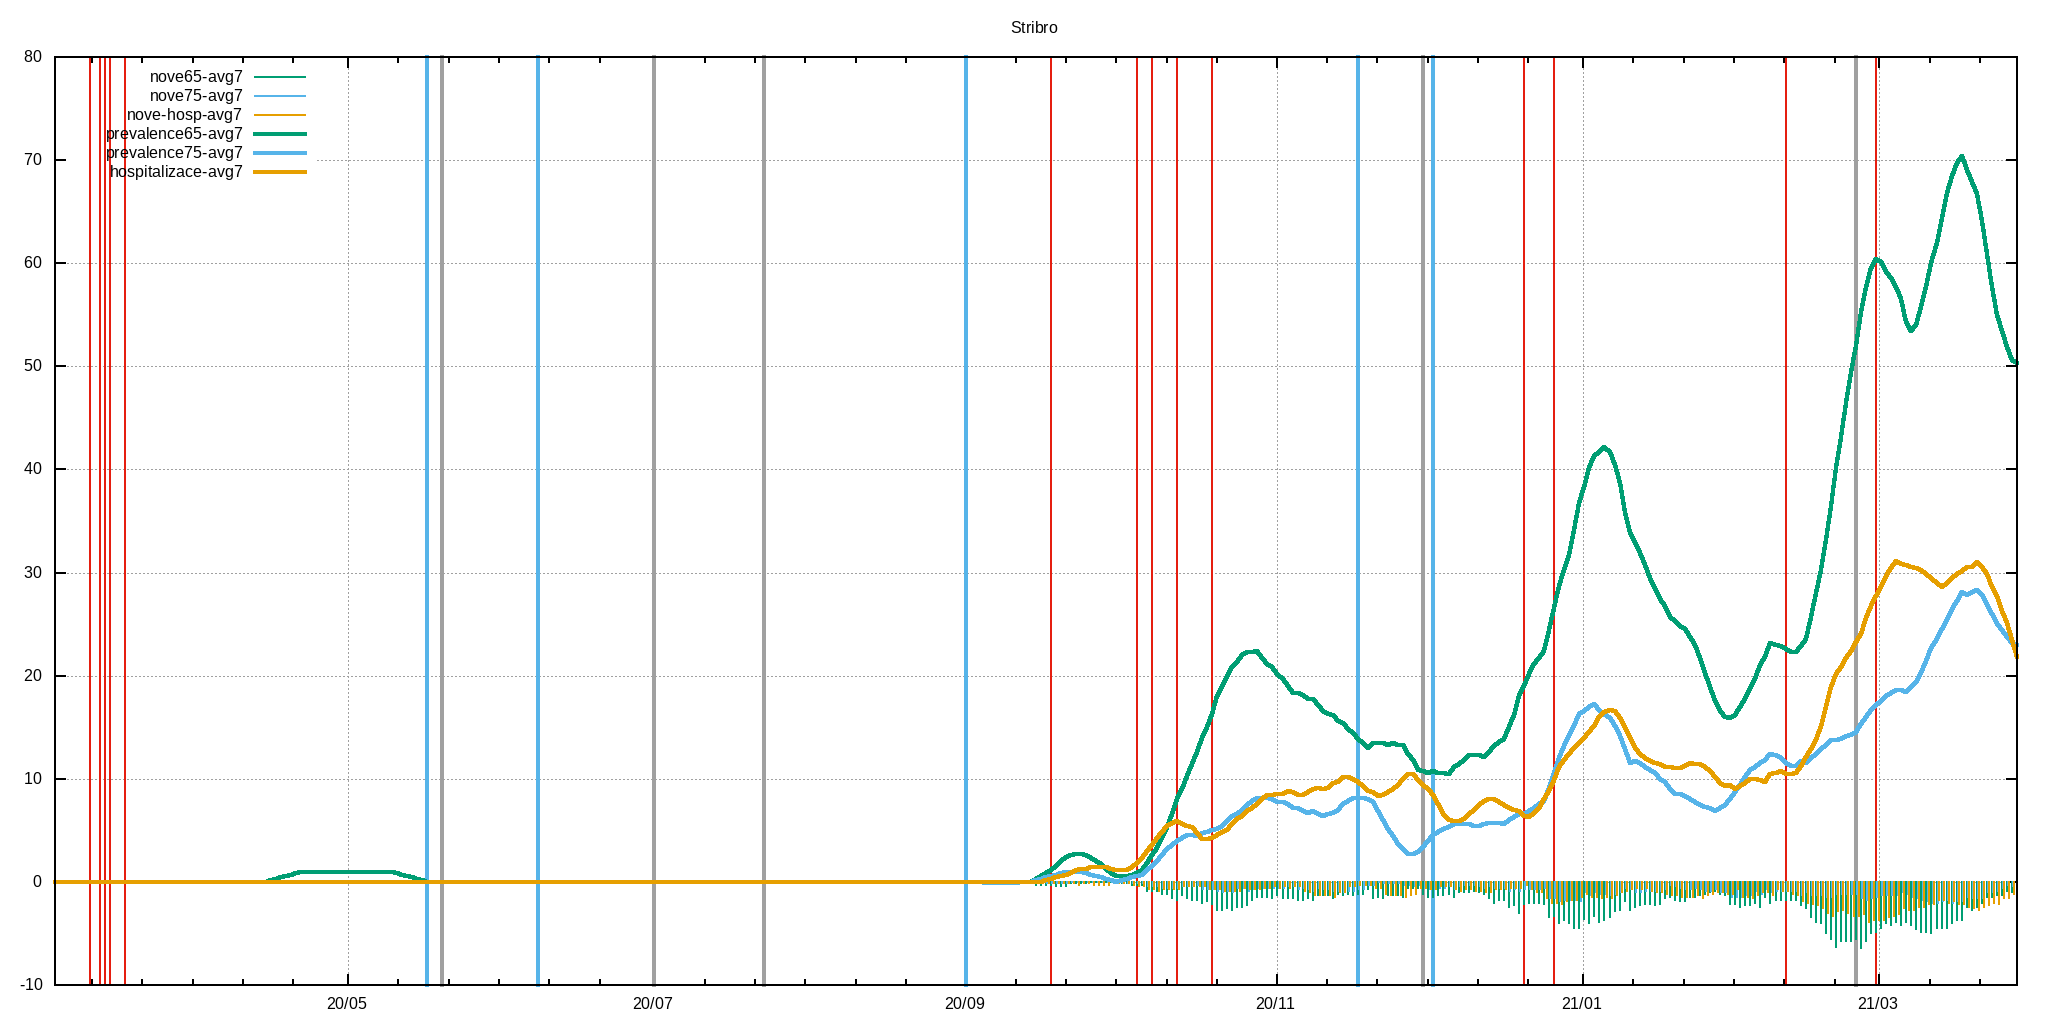 Stribro
80
70
60
50
40
30
20
10
0
-10
nove65-avg7
nove75-avg7
nove-hosp-avg7
prevalence65-avg7
prevalence75-avg7
hospitalizace-avg7
20/05
20/07
20/09
20/11
21/01
21/03